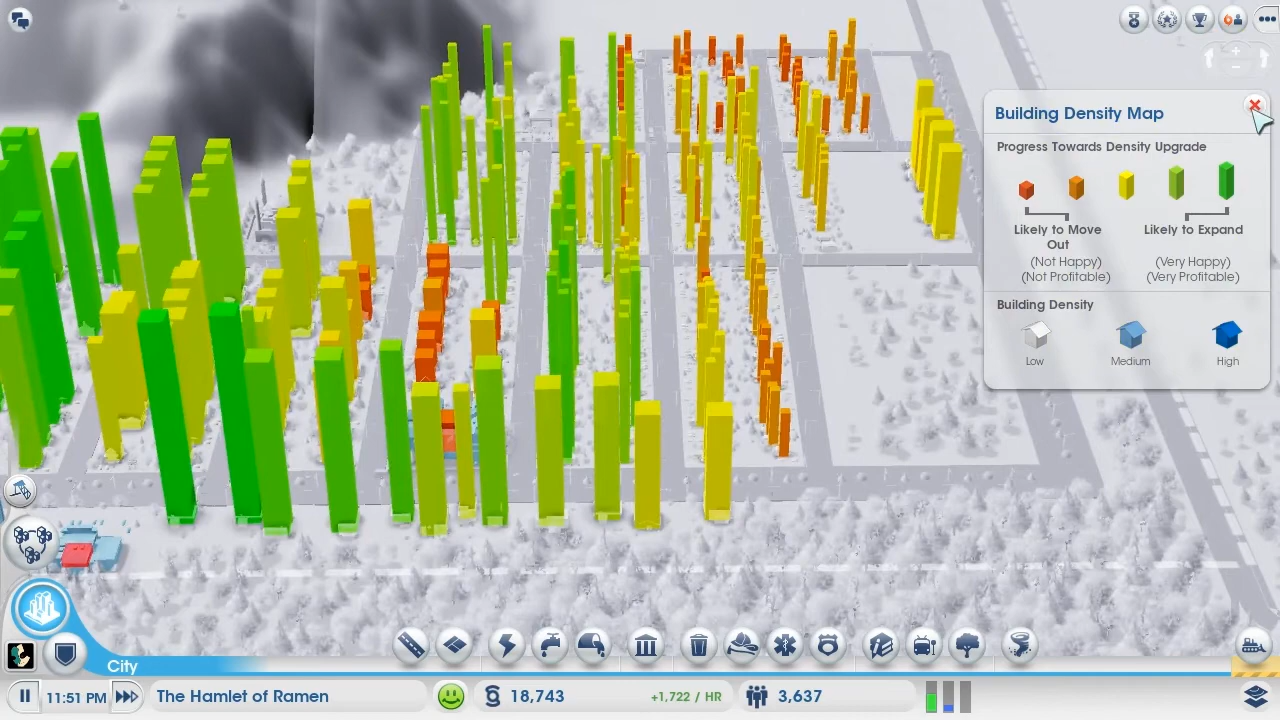 Building Density Map
Progress Towards Density Upgrade
Likely to Move Out
Likely to Expand
(Not Happy)
(Not Profitable)
(Very Happy)
(Very Profitable)
Building Density
Low
Medium
High
City
11:51 PM
The Hamlet of Ramen
18,743
+1,722 / HR
3,637